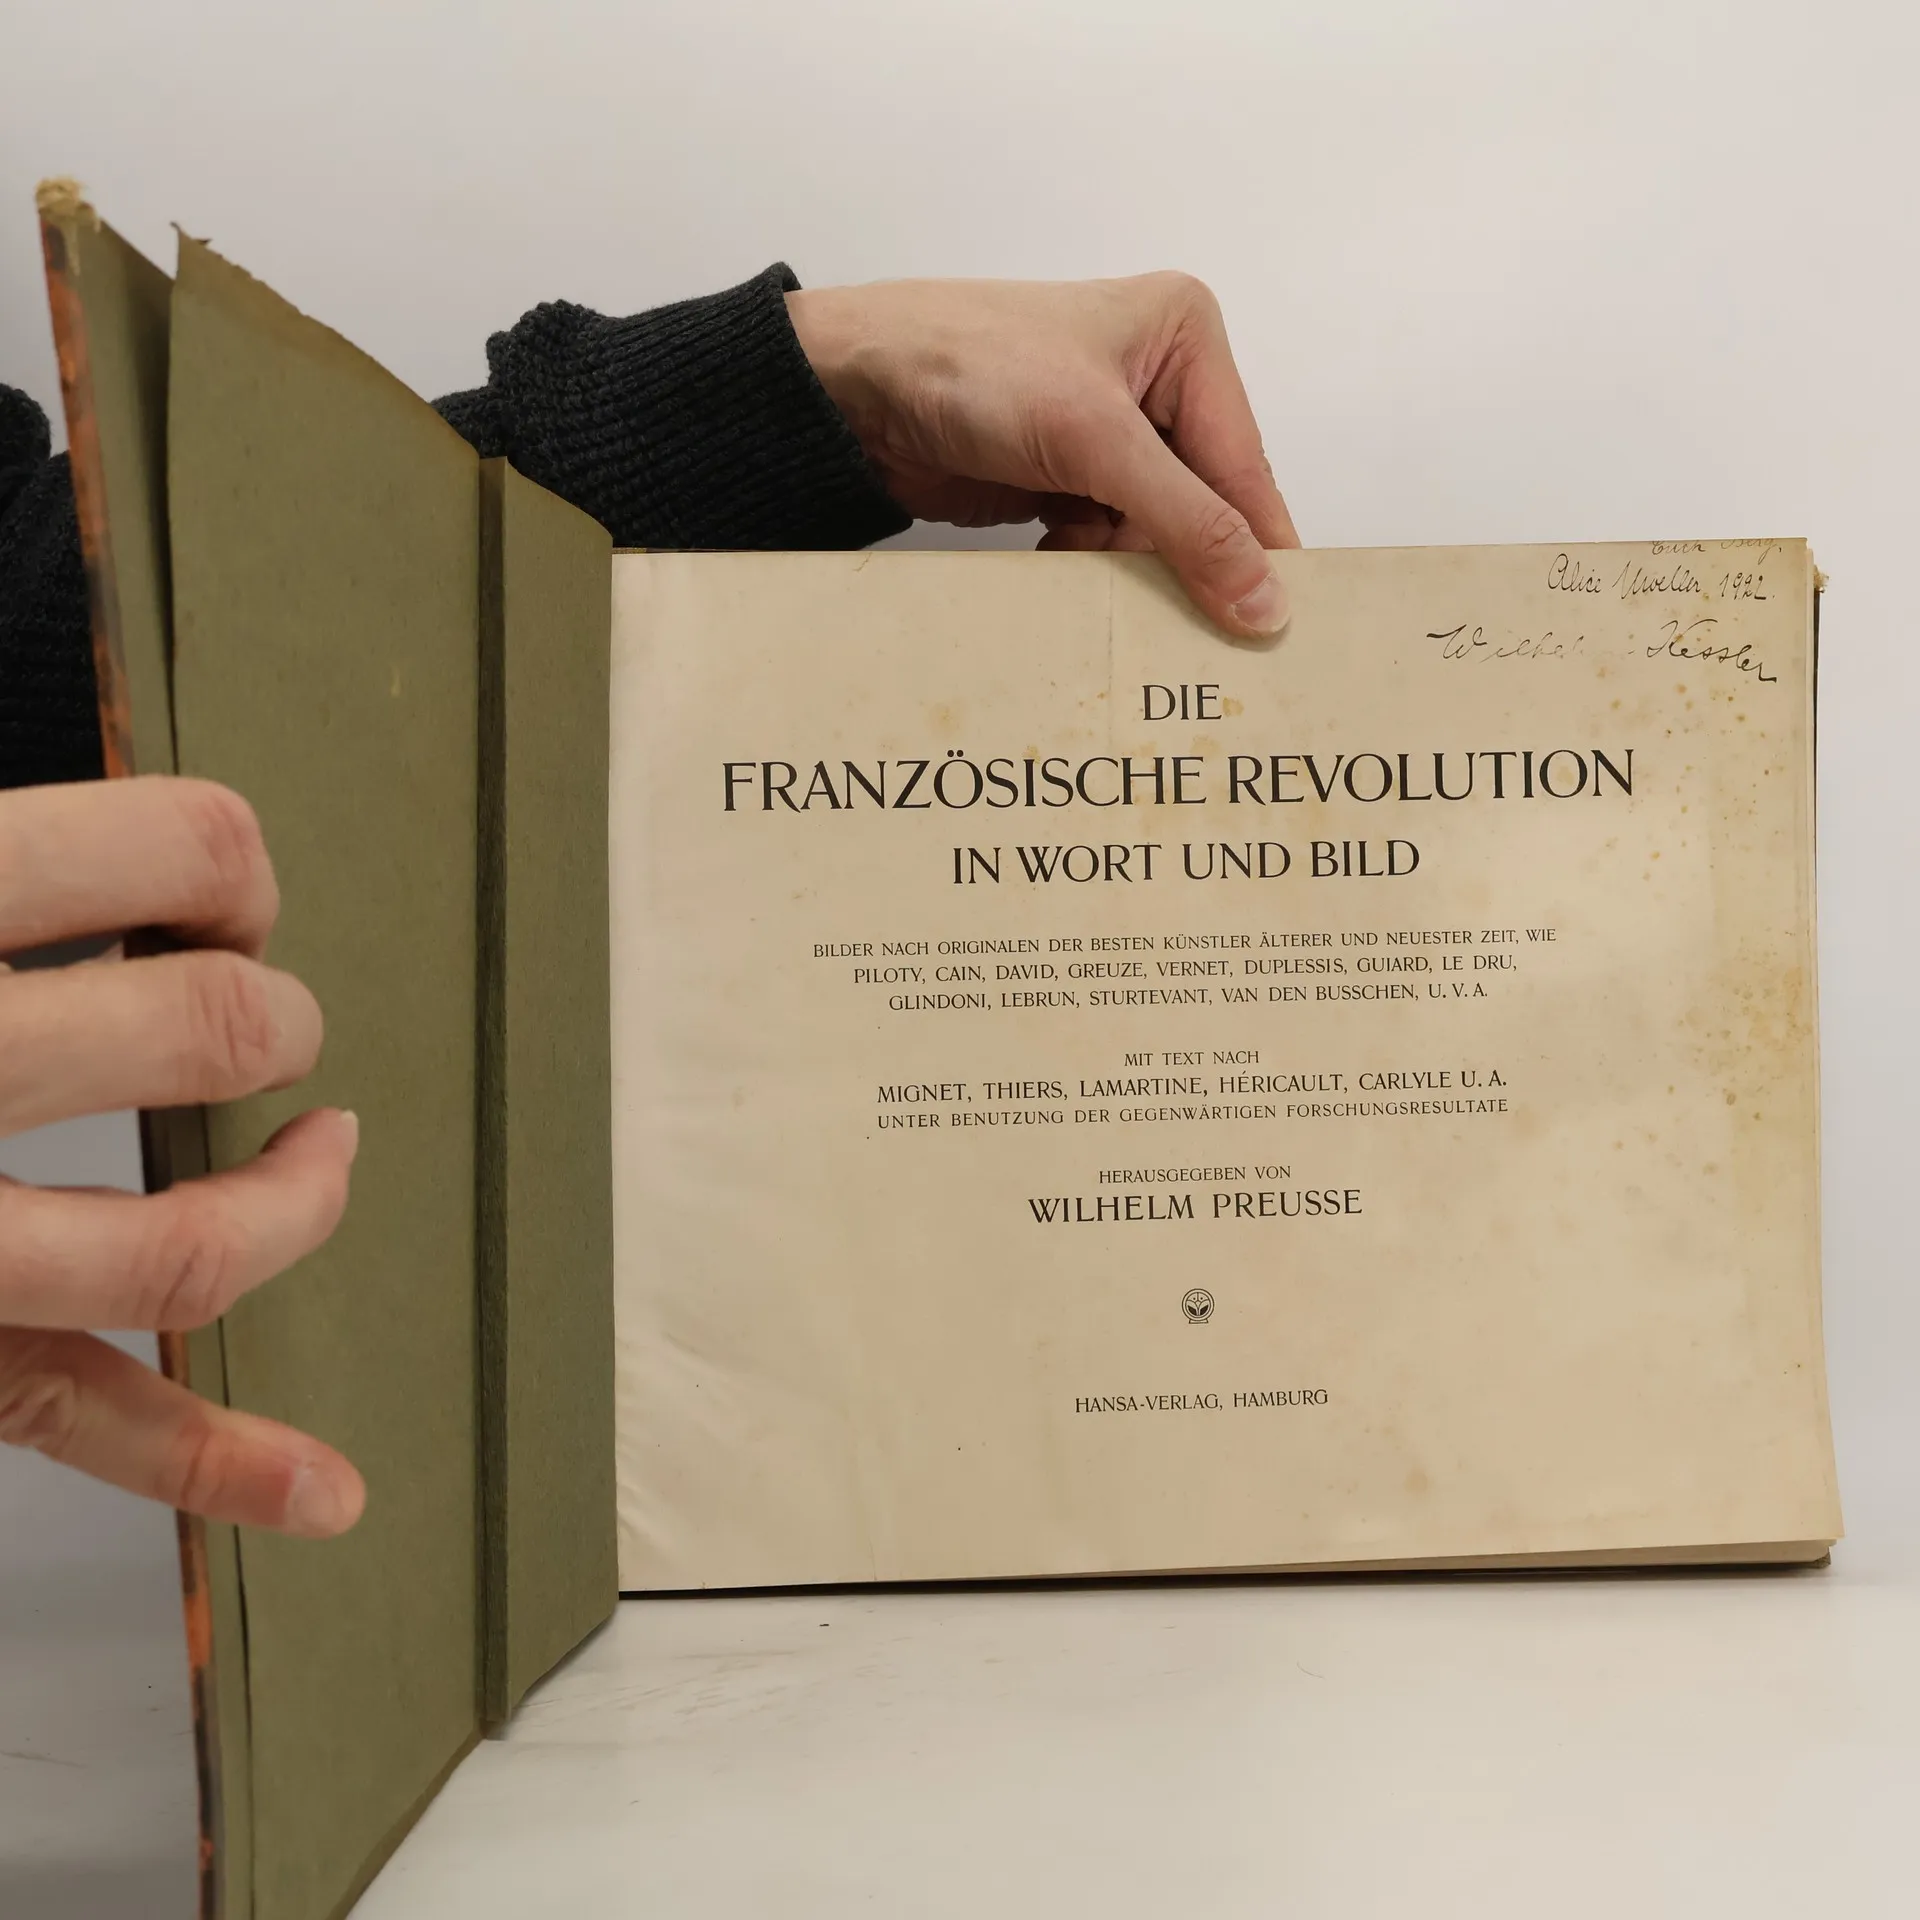 Alice Moeller 1922.
Wilhelm Kessler
DIE
FRANZÖSISCHE REVOLUTION
IN WORT UND BILD
BILDER NACH ORIGINALEN DER BESTEN KÜNSTLER ÄLTERER UND NEUESTER ZEIT, WIE
PILOTY, CAIN, DAVID, GREUZE, VERNET, DUPLESSIS, GUIARD, LE DRU,
GLINDONI, LEBRUN, STURTEVANT, VAN DEN BUSSCHEN, U. V. A.
MIT TEXT NACH
MIGNET, THIERS, LAMARTINE, HÉRICAULT, CARLYLE U. A.
UNTER BENUTZUNG DER GEGENWÄRTIGEN FORSCHUNGSRESULTATE
HERAUSGEGEBEN VON
WILHELM PREUSSE
HANSA-VERLAG, HAMBURG